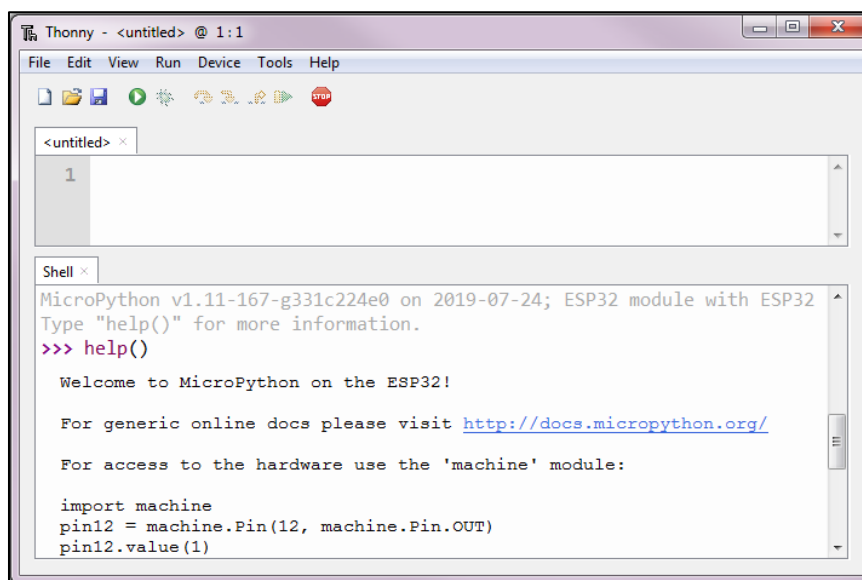 Thonny - <untitled> @ 1:1
File Edit View Run Device Tools Help
STOP
<untitled>
1
Shell
MicroPython v1.11-167-g331c224e0 on 2019-07-24; ESP32 module with ESP32
Type "help()" for more information.
>>> help()
Welcome to MicroPython on the ESP32!
For generic online docs please visit http://docs.micropython.org/
For access to the hardware use the 'machine' module:
import machine
pin12 = machine.Pin(12, machine.Pin.OUT)
pin12.value(1)